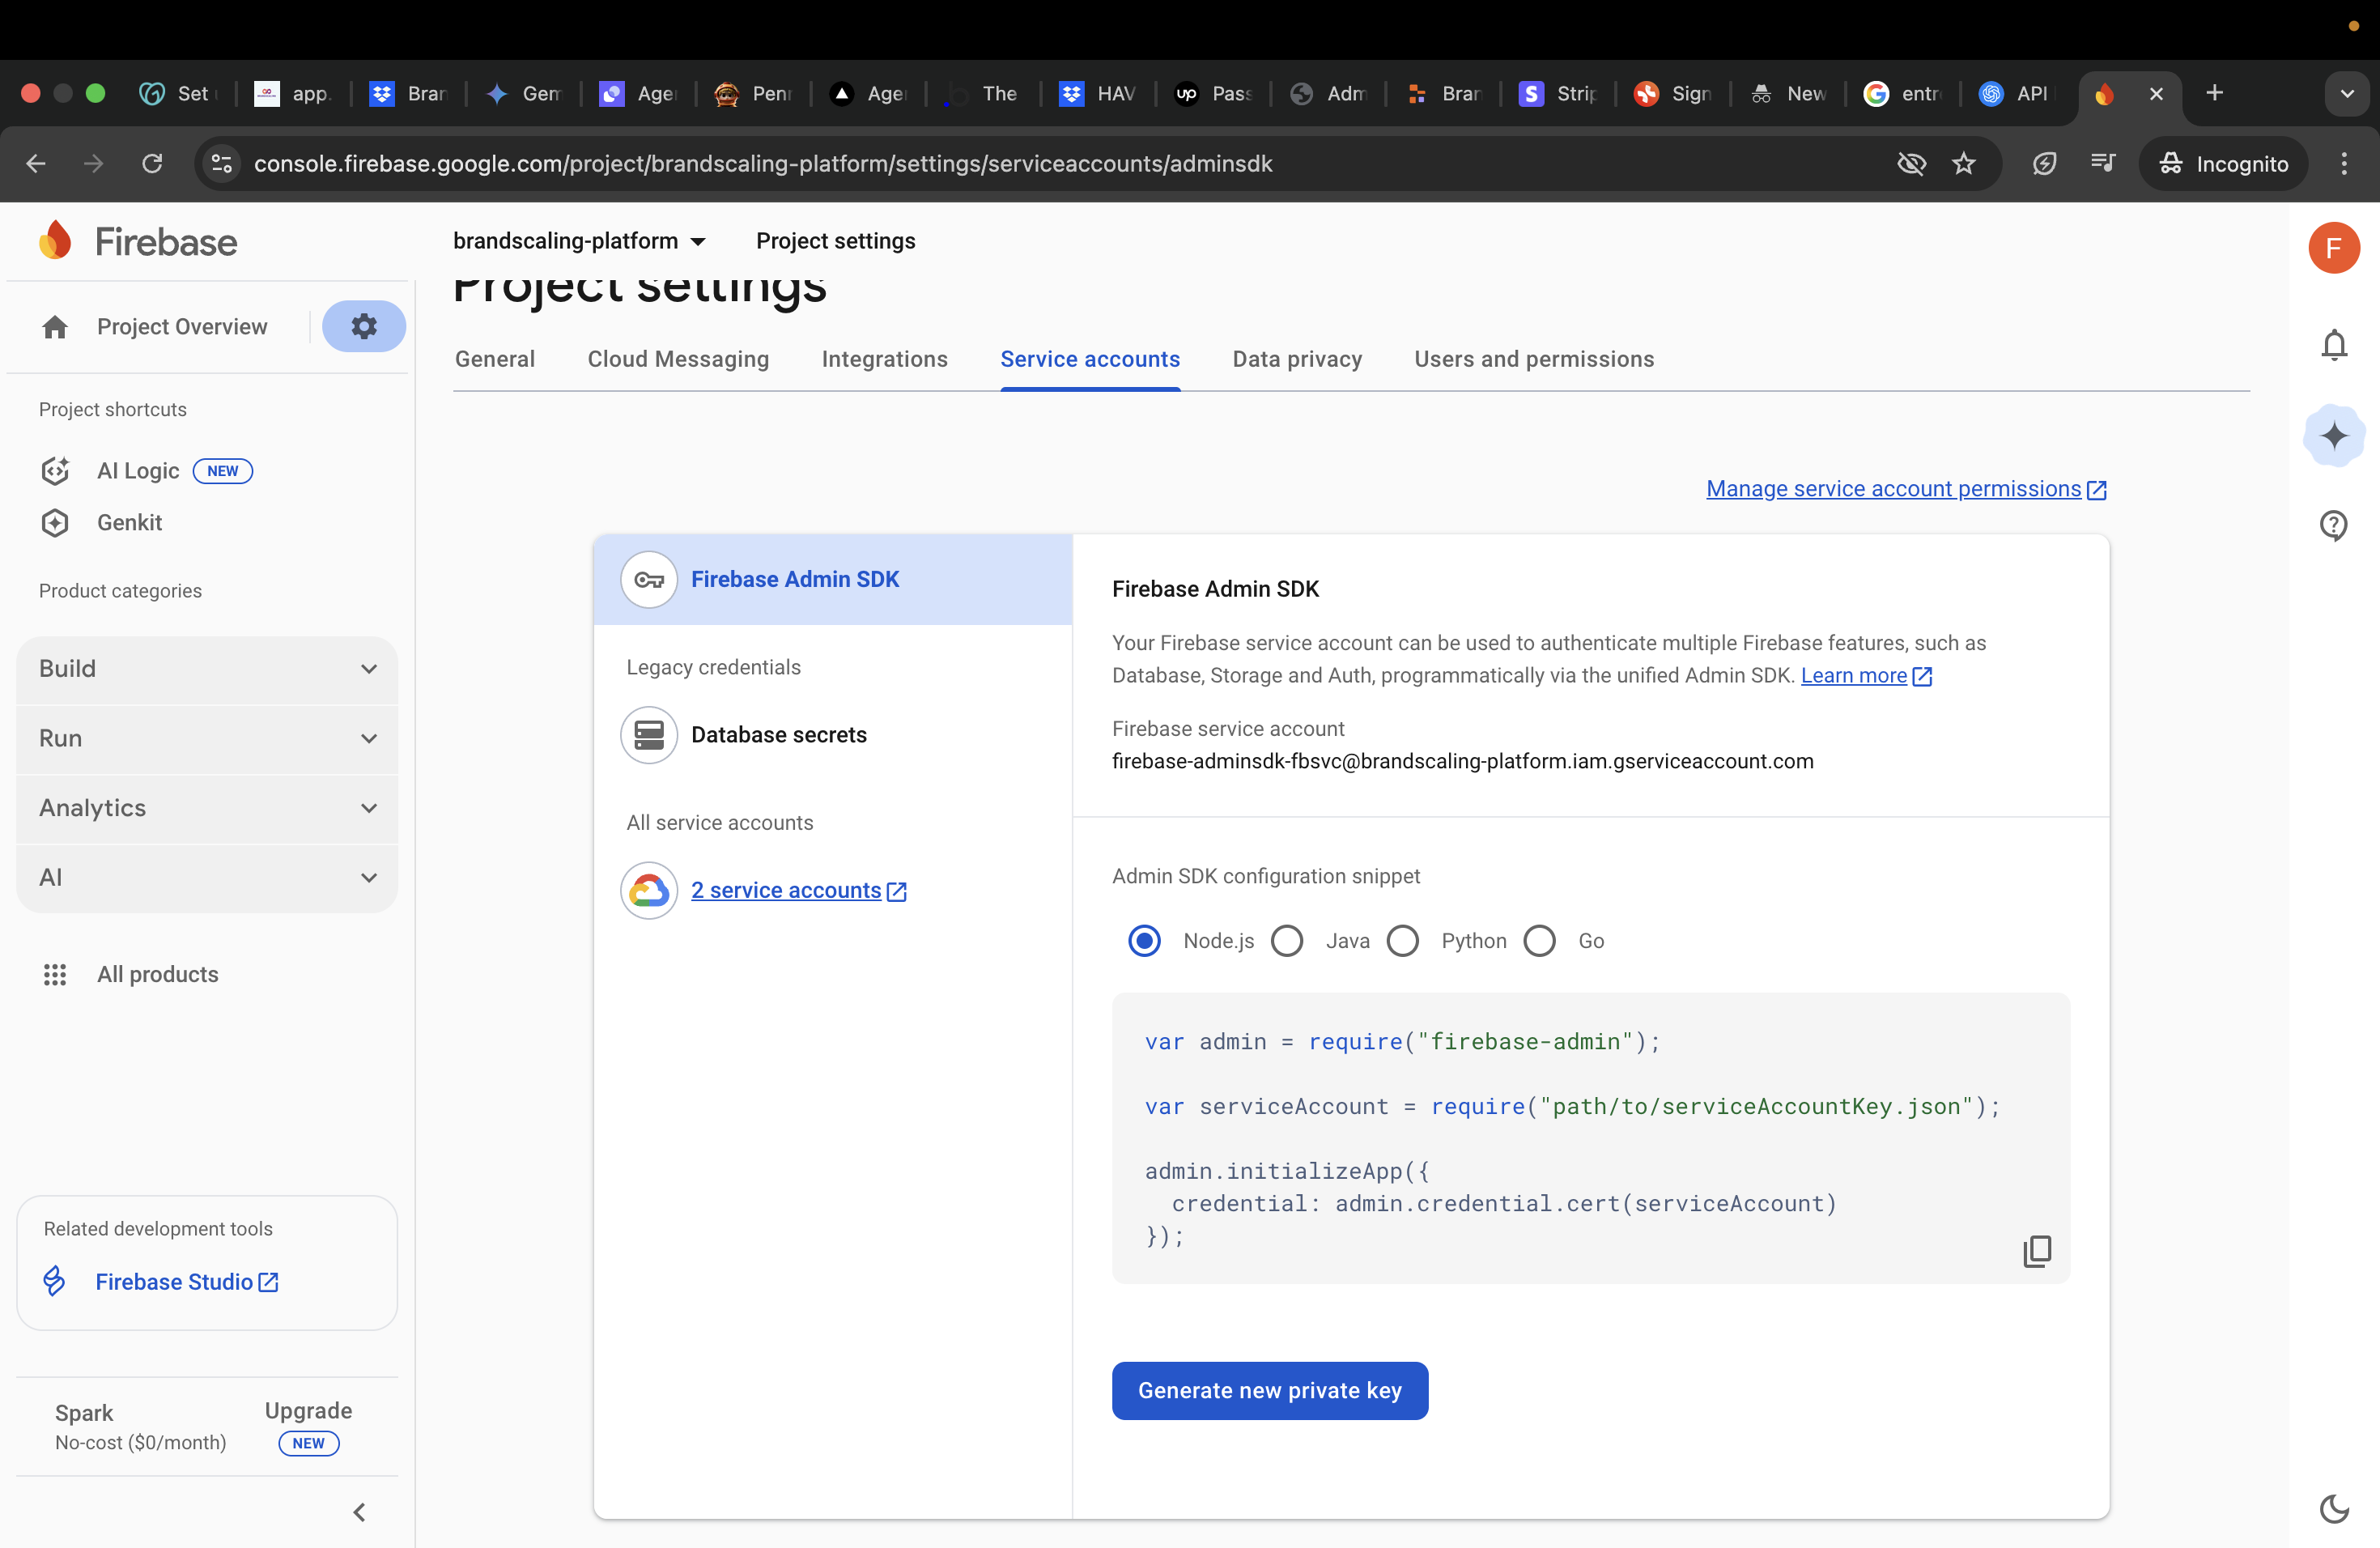 Set
app.
Bran
Gem
Age
Penn
Age
The
HAV
Pass
Adm
Bran
Strip
Sign
New
entr
API
console.firebase.google.com/project/brandscaling-platform/settings/serviceaccounts/adminsdk
Incognito
Firebase
brandscaling-platform
Project settings
F
Project settings
Project Overview
General
Cloud Messaging
Integrations
Service accounts
Data privacy
Users and permissions
Project shortcuts
AI Logic NEW
Genkit
Product categories
Build
Run
Analytics
AI
All products
Related development tools
Firebase Studio
Spark
No-cost ($0/month)
Upgrade
NEW
Manage service account permissions
Firebase Admin SDK
Legacy credentials
Database secrets
All service accounts
2 service accounts
Firebase Admin SDK
Your Firebase service account can be used to authenticate multiple Firebase features, such as
Database, Storage and Auth, programmatically via the unified Admin SDK. Learn more
Firebase service account
firebase-adminsdk-fbsvc@brandscaling-platform.iam.gserviceaccount.com
Admin SDK configuration snippet
Node.js
Java
Python
Go
var admin = require("firebase-admin");
var serviceAccount = require("path/to/serviceAccountKey.json");
admin.initializeApp({
credential: admin.credential.cert(serviceAccount)
});
Generate new private key